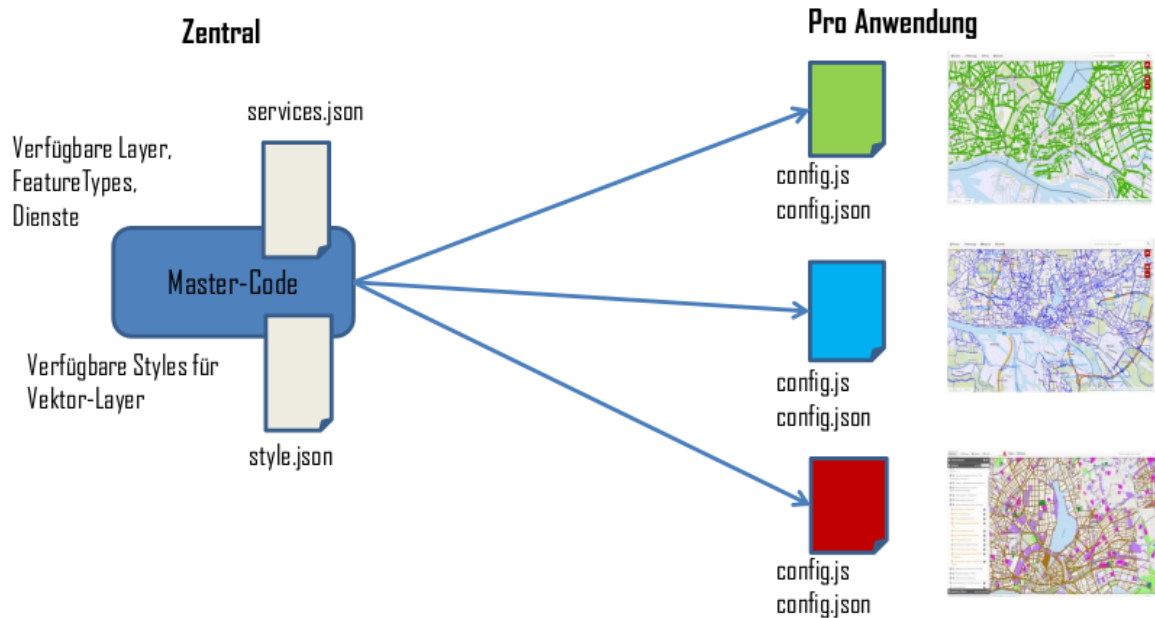 Zentral
Pro Anwendung
services.json
Verfügbare Layer,
FeatureTypes,
Dienste
Master-Code
Verfügbare Styles für
Vektor-Layer
style.json
config.js
config.json
config.js
config.json
config.js
config.json